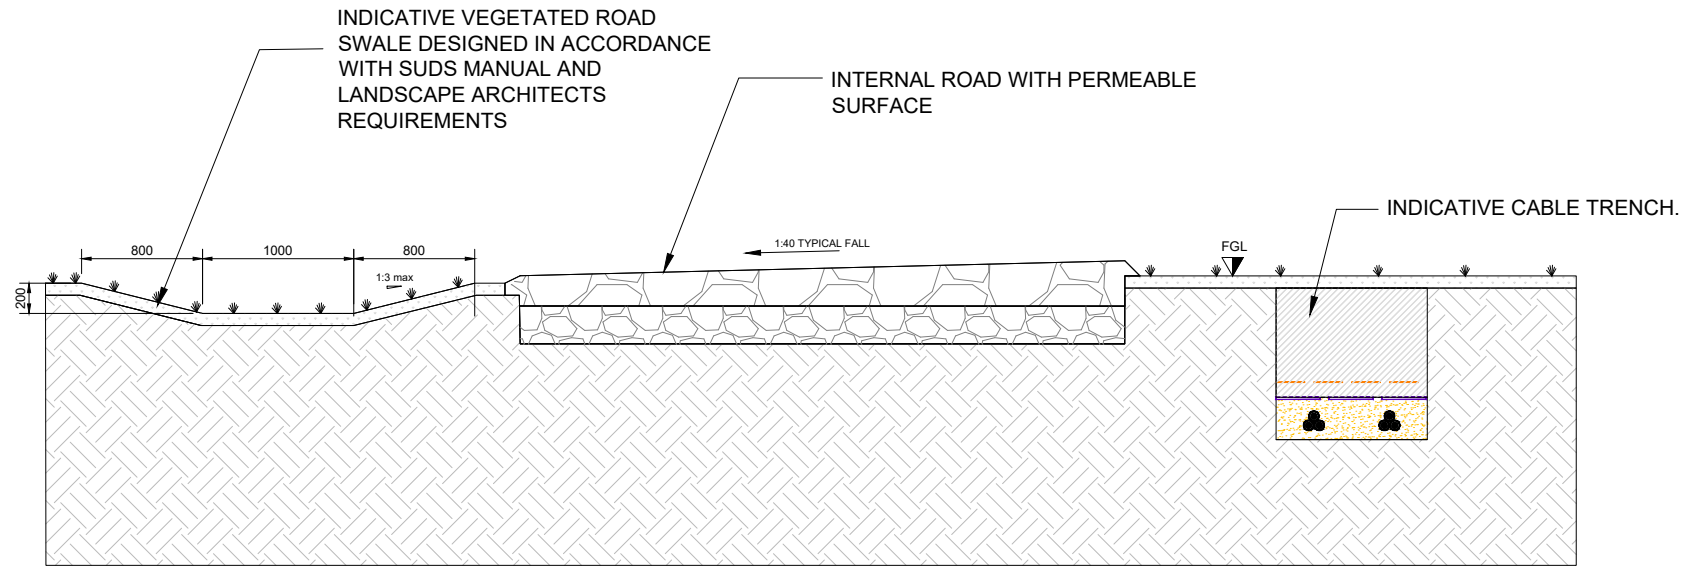 INDICATIVE VEGETATED ROAD
SWALE DESIGNED IN ACCORDANCE
WITH SUDS MANUAL AND
LANDSCAPE ARCHITECTS
REQUIREMENTS
INTERNAL ROAD WITH PERMEABLE
SURFACE
INDICATIVE CABLE TRENCH.
800
1000
800
1:40 TYPICAL FALL
FGL
1:3 max
200